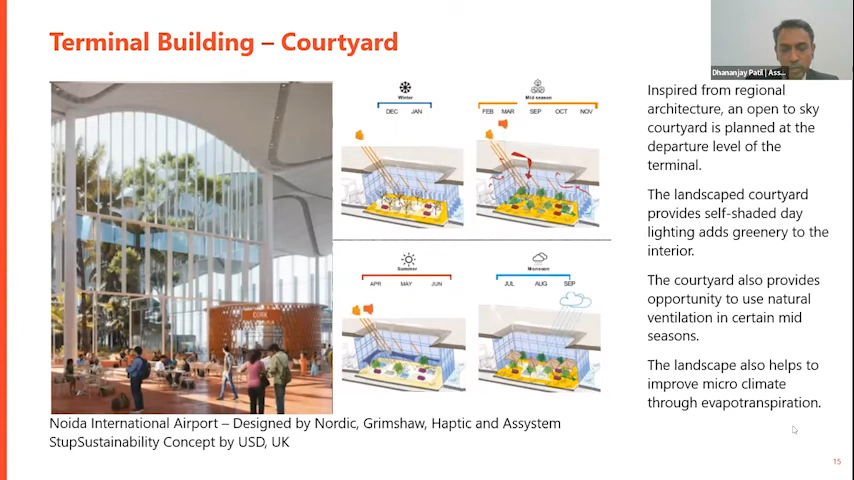 Terminal Building – Courtyard
Dhananjay Patil | Ass...
Winter
DEC JAN
Mid season
FEB MAR SEP OCT NOV
Summer
APR MAY JUN
Monsoon
JUL AUG SEP
Inspired from regional
architecture, an open to sky
courtyard is planned at the
departure level of the
terminal.
The landscaped courtyard
provides self-shaded day
lighting adds greenery to the
interior.
The courtyard also provides
opportunity to use natural
ventilation in certain mid
seasons.
The landscape also helps to
improve micro climate
through evapotranspiration.
Noida International Airport – Designed by Nordic, Grimshaw, Haptic and Assystem
StupSustainability Concept by USD, UK
15